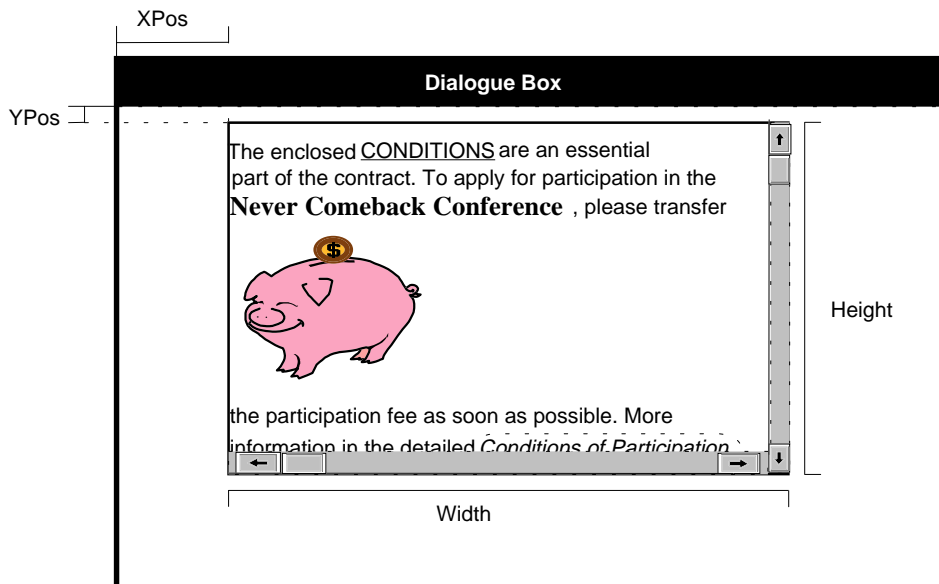 XPos
Dialogue Box
YPos
The enclosed CONDITIONS are an essential
part of the contract. To apply for participation in the
Never Comeback Conference , please transfer
$
Height
the participation fee as soon as possible. More
information in the detailed Conditions of Participation
Width